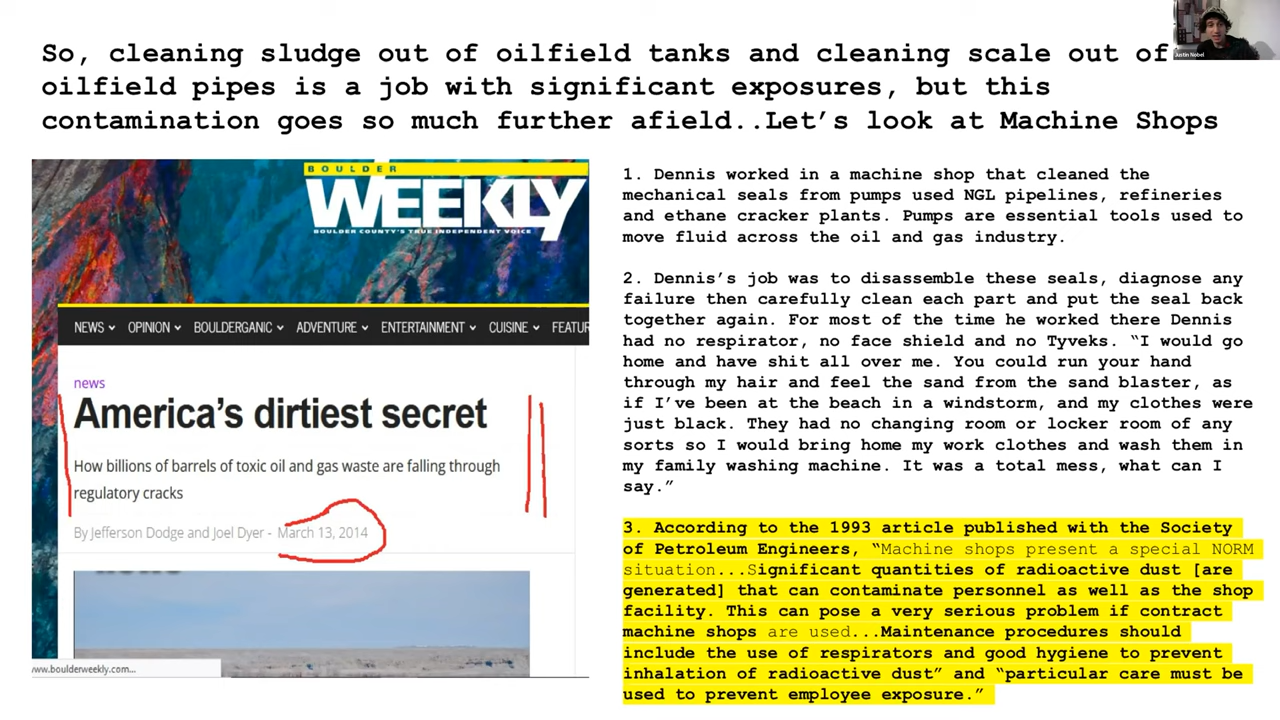 So, cleaning sludge out of oilfield tanks and cleaning scale out of
oilfield pipes is a job with significant exposures, but this
contamination goes so much further afield..Let’s look at Machine Shops
Justin Nobel
BOULDER
WEEKLY
BOULDER COUNTY'S TRUE INDEPENDENT VOICE
NEWS OPINION BOULDERGANIC ADVENTURE ENTERTAINMENT CUISINE FEATUR
news
America’s dirtiest secret
How billions of barrels of toxic oil and gas waste are falling through
regulatory cracks
By Jefferson Dodge and Joel Dyer - March 13, 2014
www.boulderweekly.com...
1. Dennis worked in a machine shop that cleaned the
mechanical seals from pumps used NGL pipelines, refineries
and ethane cracker plants. Pumps are essential tools used to
move fluid across the oil and gas industry.
2. Dennis’s job was to disassemble these seals, diagnose any
failure then carefully clean each part and put the seal back
together again. For most of the time he worked there Dennis
had no respirator, no face shield and no Tyveks. “I would go
home and have shit all over me. You could run your hand
through my hair and feel the sand from the sand blaster, as
if I’ve been at the beach in a windstorm, and my clothes were
just black. They had no changing room or locker room of any
sorts so I would bring home my work clothes and wash them in
my family washing machine. It was a total mess, what can I
say.”
3. According to the 1993 article published with the Society
of Petroleum Engineers, “Machine shops present a special NORM
situation...Significant quantities of radioactive dust [are
generated] that can contaminate personnel as well as the shop
facility. This can pose a very serious problem if contract
machine shops are used...Maintenance procedures should
include the use of respirators and good hygiene to prevent
inhalation of radioactive dust” and “particular care must be
used to prevent employee exposure.”